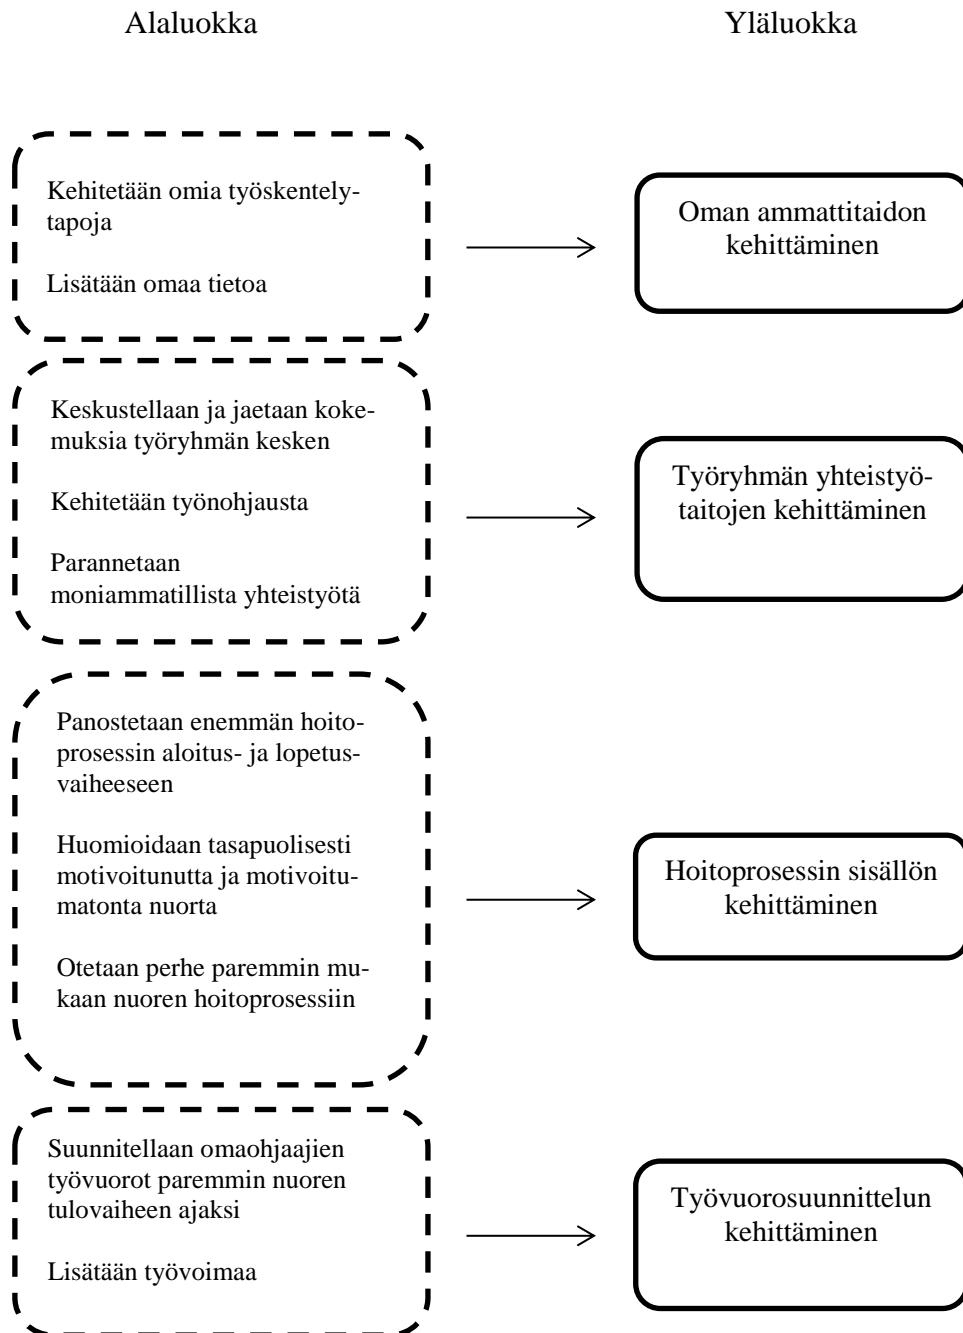 Alaluokka
Yläluokka
Kehitetään omia työskentely-
tapoja
Lisätään omaa tietoa
Oman ammattitaidon
kehittäminen
Keskustellaan ja jaetaan koke-
muksia työryhmän kesken
Kehitetään työnohjausta
Parannetaan
moniammatillista yhteistyötä
Työryhmän yhteistyö-
taitojen kehittäminen
Panostetaan enemmän hoito-
prosessin aloitus- ja lopetus-
vaiheeseen
Huomioidaan tasapuolisesti
motivoitunutta ja motivoitu-
matonta nuorta
Otetaan perhe paremmin mu-
kaan nuoren hoitoprosessiin
Hoitoprosessin sisällön
kehittäminen
Suunnitellaan omaohjaajien
työvuorot paremmin nuoren
tulovaiheen ajaksi
Lisätään työvoimaa
Työvuorosuunnittelun
kehittäminen